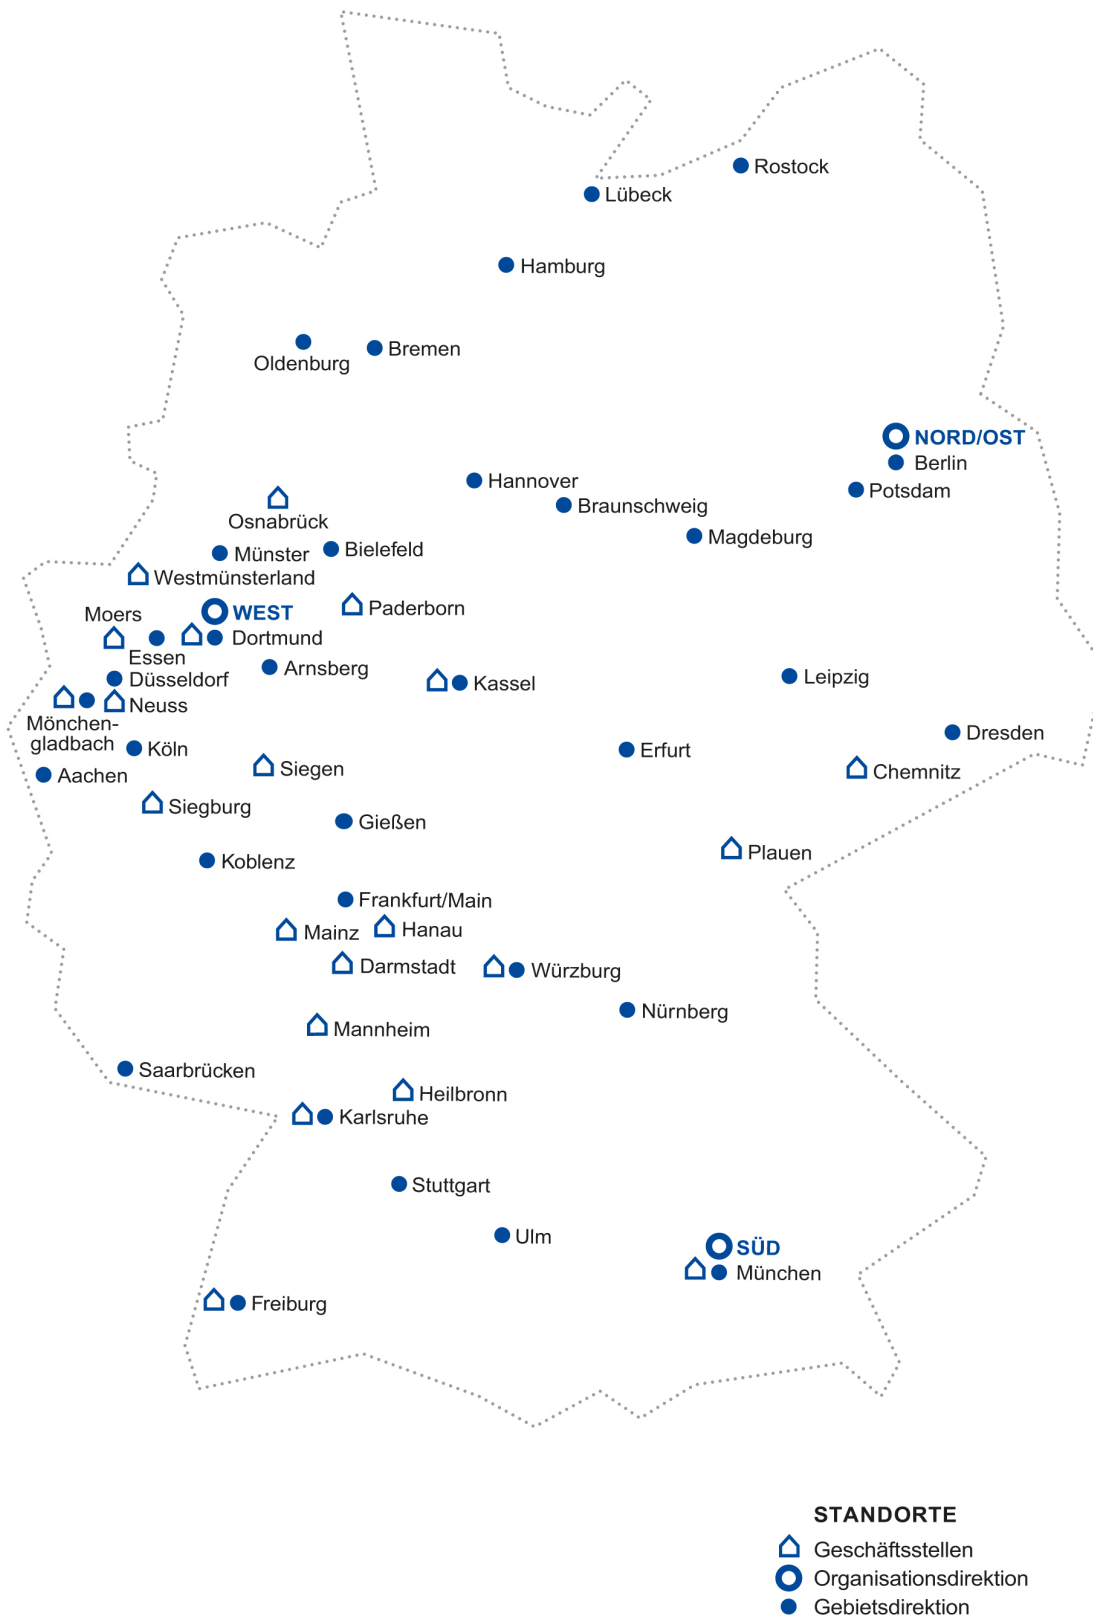 Rostock
Lübeck
Hamburg
Oldenburg
Bremen
NORD/OST
Berlin
Potsdam
Hannover
Braunschweig
Magdeburg
Osnabrück
Münster
Bielefeld
Westmünsterland
Moers
WEST
Paderborn
Dortmund
Essen
Arnsberg
Düsseldorf
Kassel
Leipzig
Neuss
Mönchen-
gladbach
Köln
Erfurt
Dresden
Aachen
Siegen
Chemnitz
Siegburg
Gießen
Plauen
Koblenz
Frankfurt/Main
Mainz
Hanau
Darmstadt
Würzburg
Nürnberg
Mannheim
Saarbrücken
Heilbronn
Karlsruhe
Stuttgart
Ulm
SÜD
München
Freiburg
STANDORTE
Geschäftsstellen
Organisationsdirektion
Gebietsdirektion